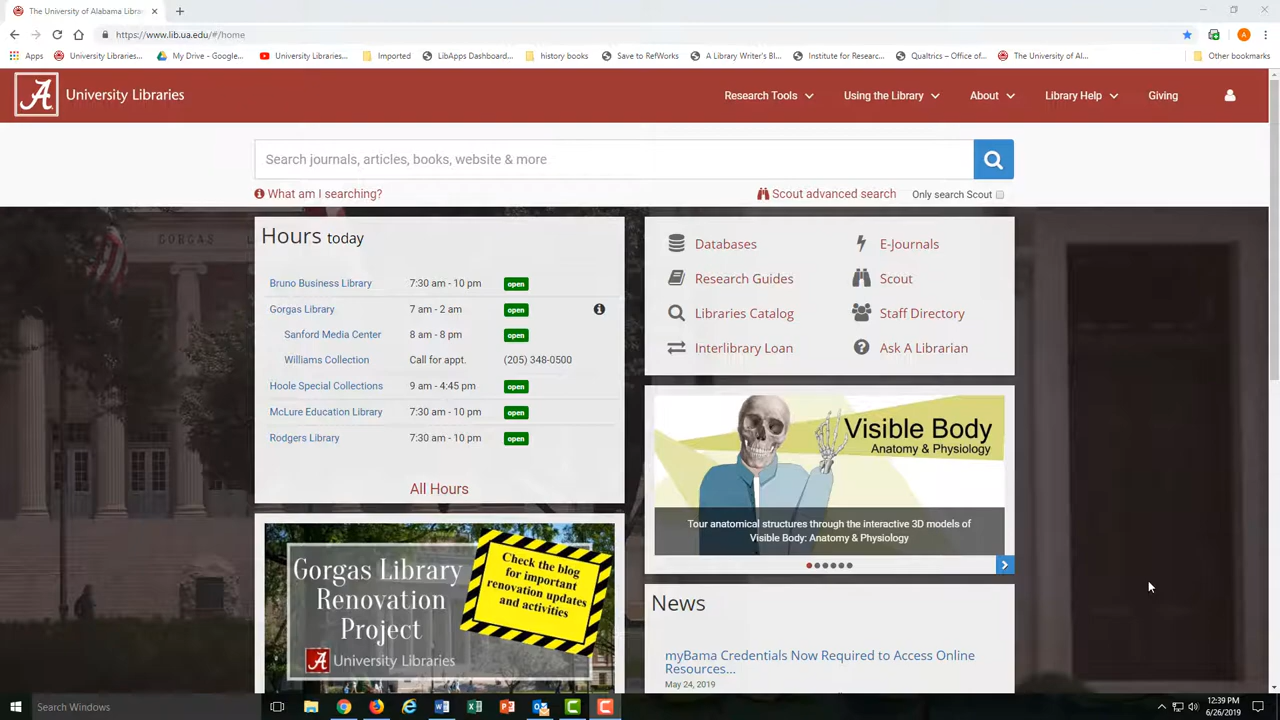 The University of Alabama Libra
https://www.lib.ua.edu/#/home
Apps
University Libraries...
My Drive - Google...
University Libraries...
Imported
LibApps Dashboard...
history books
Save to RefWorks
A Library Writer's Bl...
Institute for Researc...
Qualtrics – Office of...
The University of Al...
Other bookmarks
A
University Libraries
Research Tools
Using the Library
About
Library Help
Giving
Search journals, articles, books, website & more
What am I searching?
Scout advanced search
Only search Scout
GORGAS
Hours today
Bruno Business Library 7:30 am - 10 pm open
Gorgas Library 7 am - 2 am open
Sanford Media Center 8 am - 8 pm open
Williams Collection Call for appt. (205) 348-0500
Hoole Special Collections 9 am - 4:45 pm open
McLure Education Library 7:30 am - 10 pm open
Rodgers Library 7:30 am - 10 pm open
All Hours
Databases
E-Journals
Research Guides
Scout
Libraries Catalog
Staff Directory
Interlibrary Loan
Ask A Librarian
Visible Body
Anatomy & Physiology
Tour anatomical structures through the interactive 3D models of
Visible Body: Anatomy & Physiology
Gorgas Library
Renovation
Project
University Libraries
Check the blog
for important
renovation updates
and activities
News
myBama Credentials Now Required to Access Online
Resources...
May 24, 2019
Search Windows
12:39 PM
6/26/2019